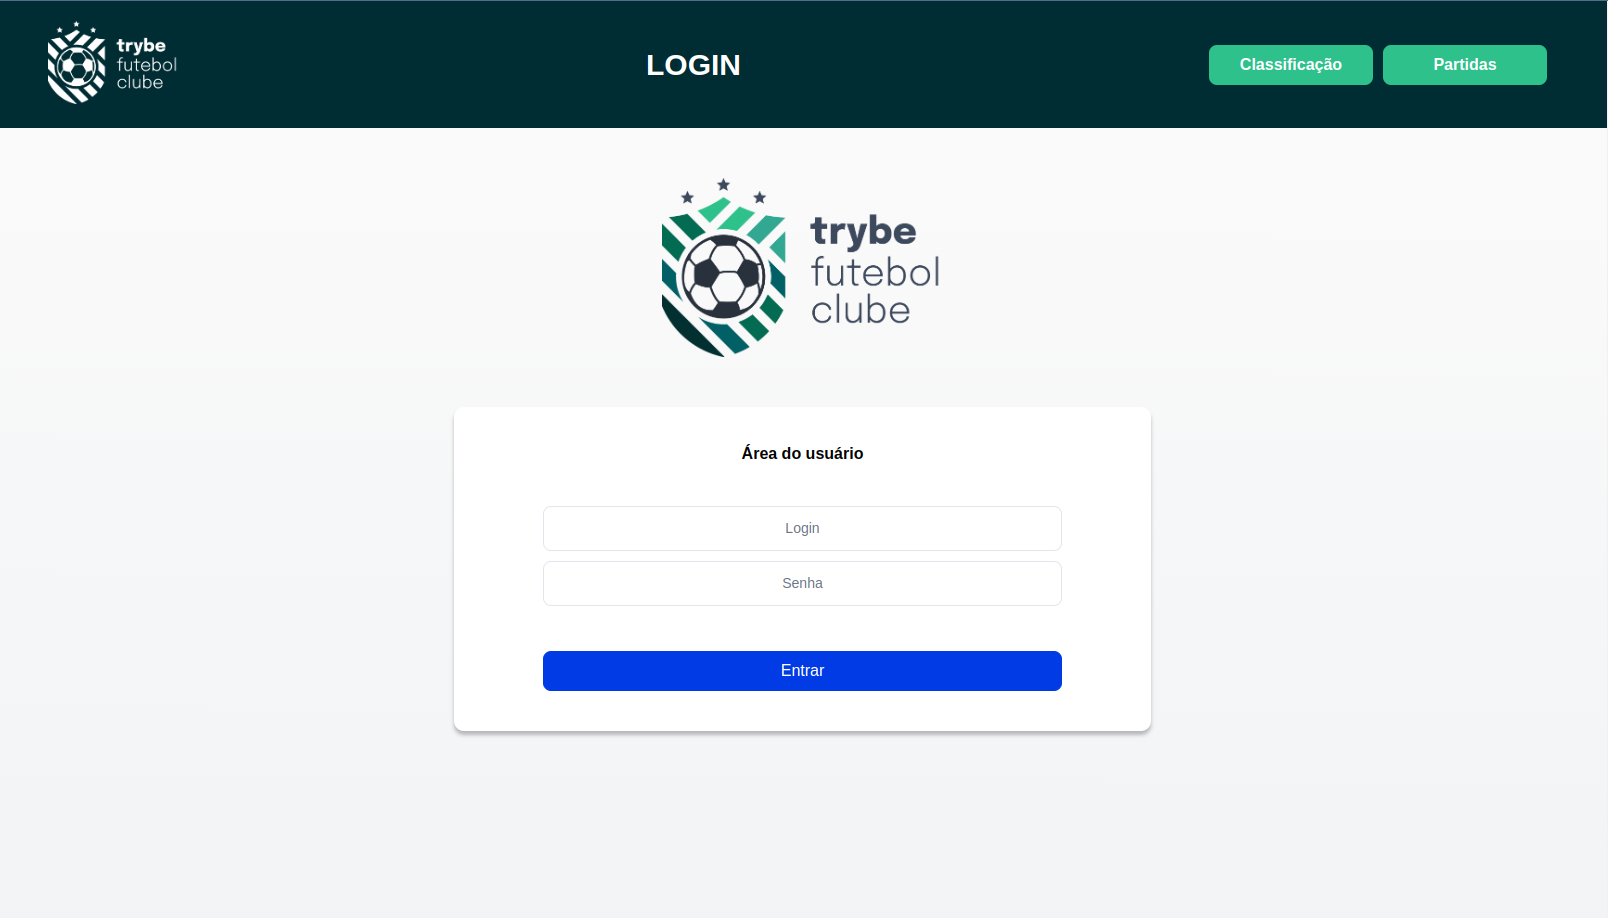 trybe
futebol
clube
LOGIN
Classificação
Partidas
trybe
futebol
clube
Área do usuário
Login
Senha
Entrar